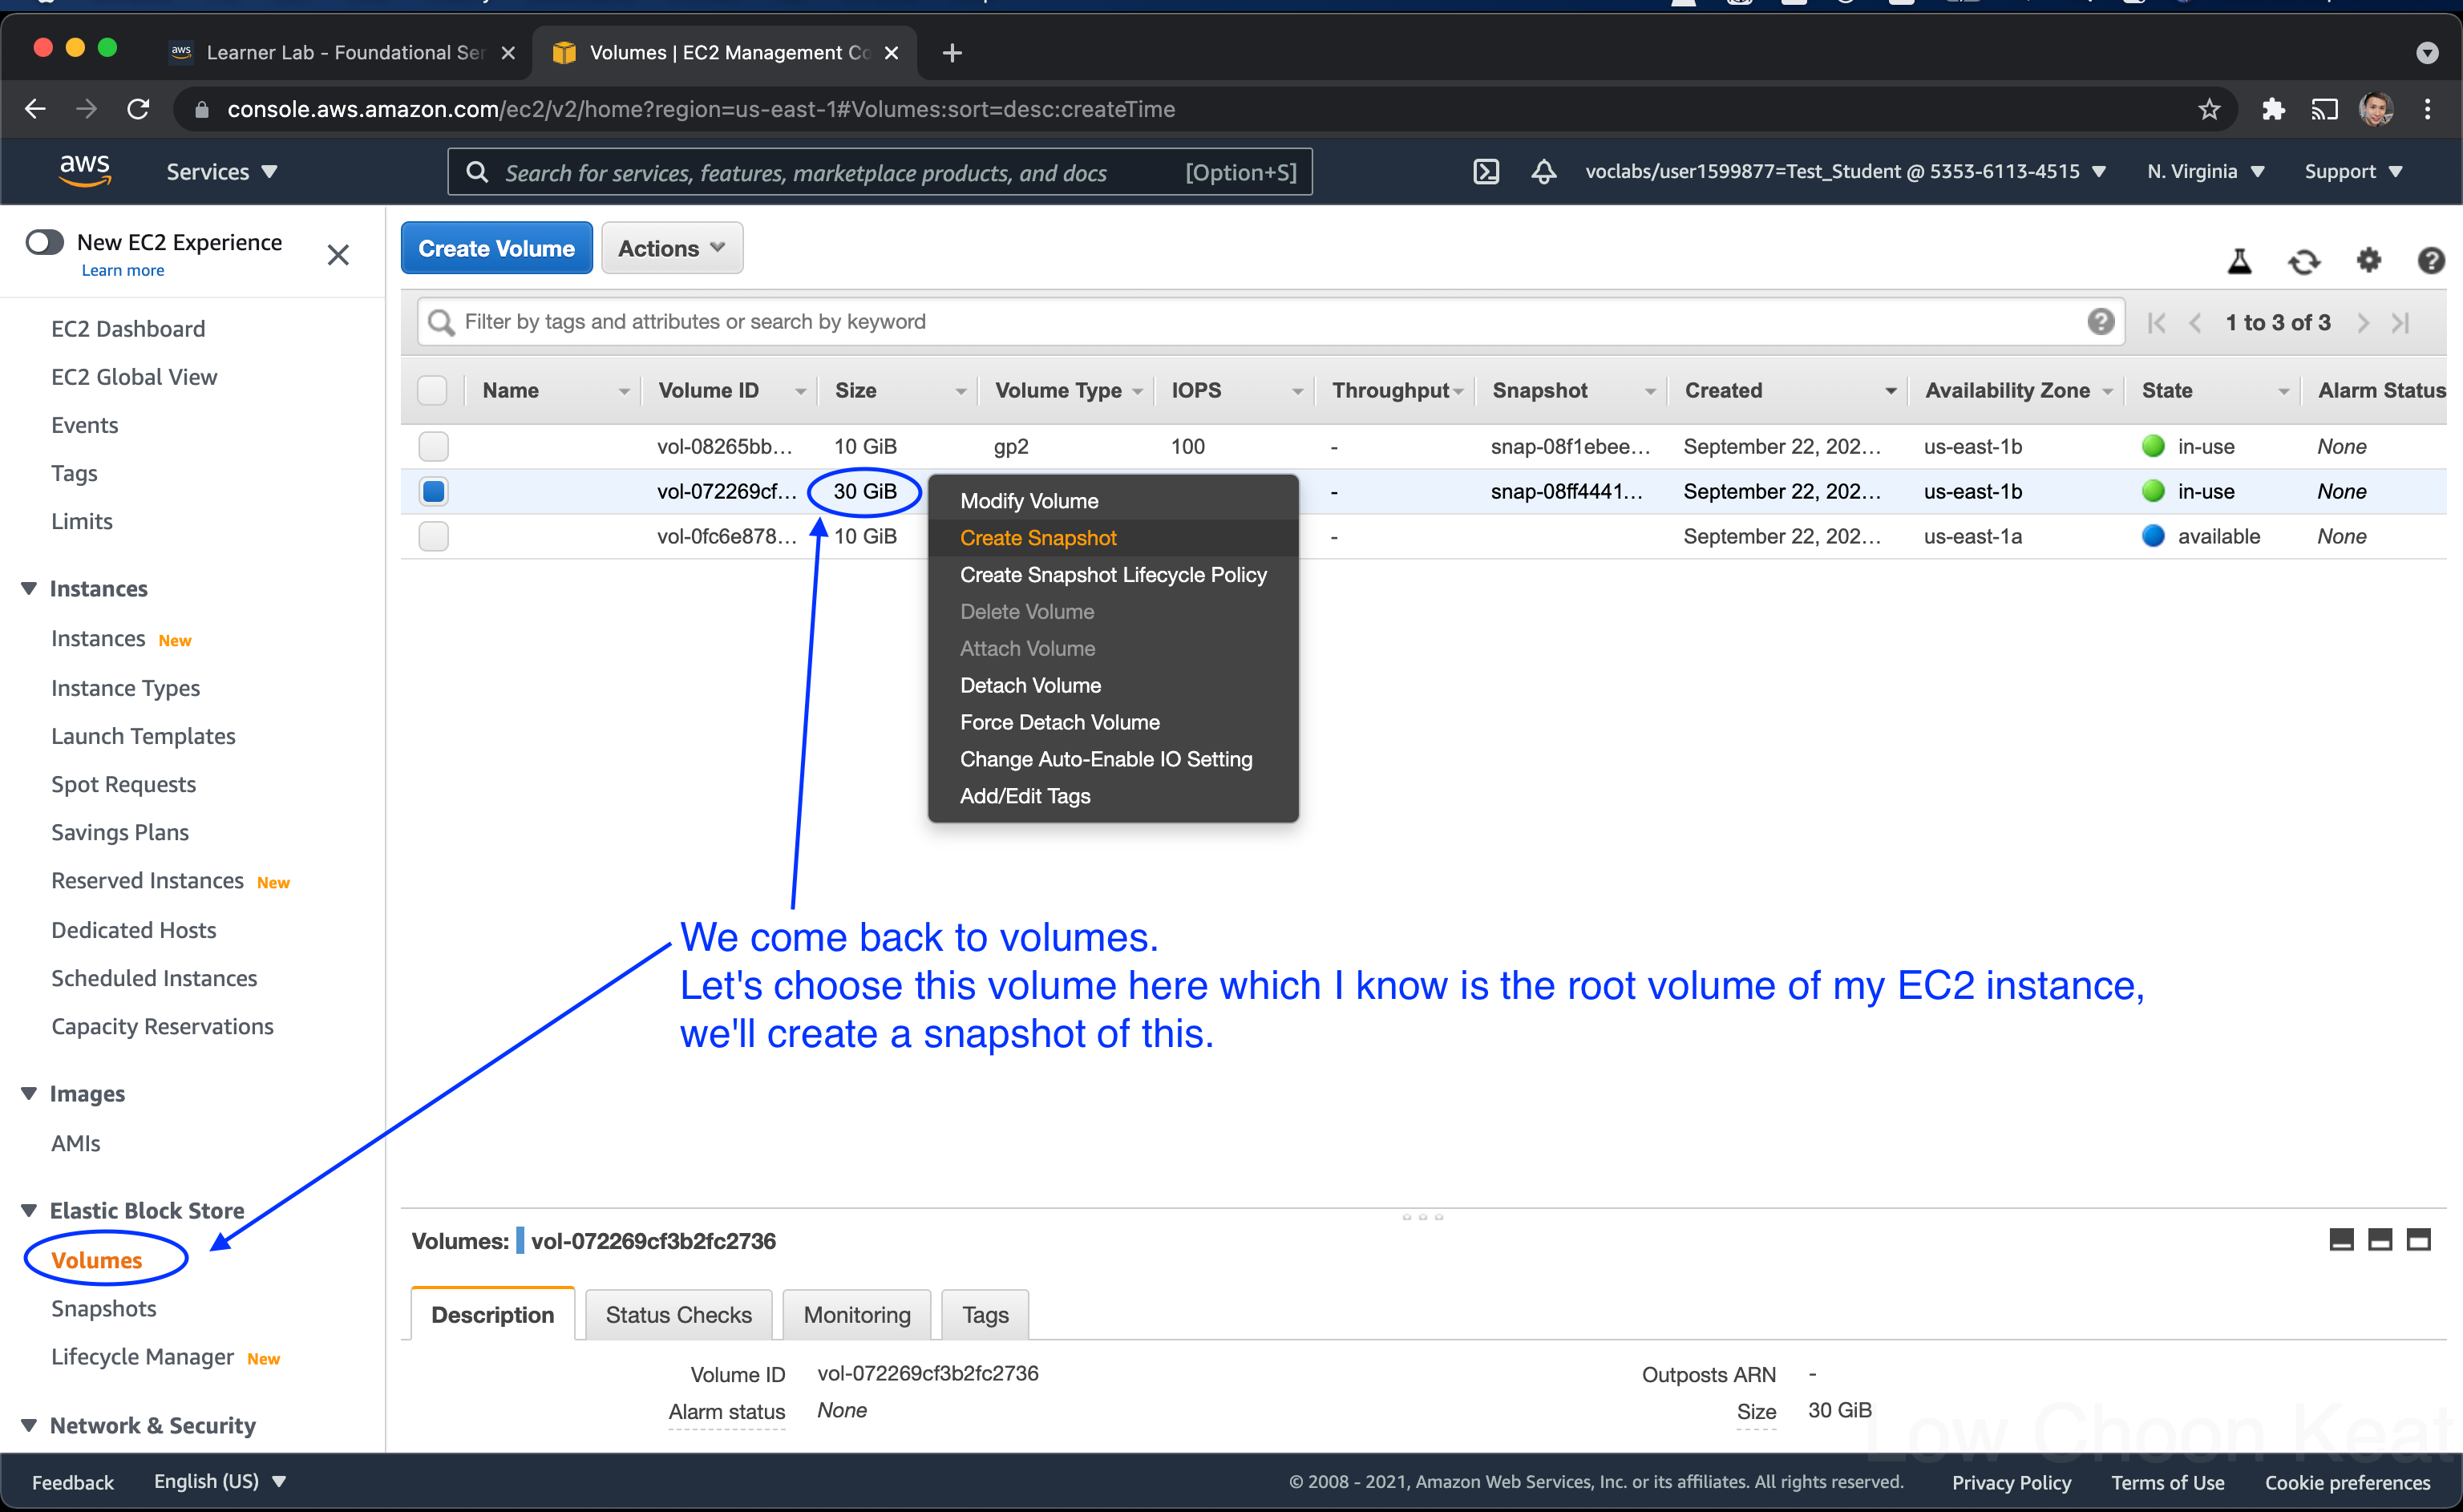 Learner Lab - Foundational Ser
Volumes | EC2 Management Co
console.aws.amazon.com/ec2/v2/home?region=us-east-1#Volumes:sort=desc:createTime
aws Services Search for services, features, marketplace products, and docs [Option+S] voclabs/user1599877=Test_Student @ 5353-6113-4515 N. Virginia Support
New EC2 Experience
Learn more
EC2 Dashboard
EC2 Global View
Events
Tags
Limits
Instances
Instances New
Instance Types
Launch Templates
Spot Requests
Savings Plans
Reserved Instances New
Dedicated Hosts
Scheduled Instances
Capacity Reservations
Images
AMIs
Elastic Block Store
Volumes
Snapshots
Lifecycle Manager New
Network & Security
Create Volume Actions
Filter by tags and attributes or search by keyword 1 to 3 of 3
Name Volume ID Size Volume Type IOPS Throughput Snapshot Created Availability Zone State Alarm Status
vol-08265bb... 10 GiB gp2 100 - snap-08f1ebee... September 22, 202... us-east-1b in-use None
vol-072269cf... 30 GiB - snap-08ff4441... September 22, 202... us-east-1b in-use None
vol-0fc6e878... 10 GiB - September 22, 202... us-east-1a available None
Modify Volume
Create Snapshot
Create Snapshot Lifecycle Policy
Delete Volume
Attach Volume
Detach Volume
Force Detach Volume
Change Auto-Enable IO Setting
Add/Edit Tags
We come back to volumes.
Let's choose this volume here which I know is the root volume of my EC2 instance,
we'll create a snapshot of this.
Volumes: vol-072269cf3b2fc2736
Description Status Checks Monitoring Tags
Volume ID vol-072269cf3b2fc2736 Outposts ARN -
Alarm status None Size 30 GiB
Low Choon Keat
Feedback English (US) © 2008 - 2021, Amazon Web Services, Inc. or its affiliates. All rights reserved. Privacy Policy Terms of Use Cookie preferences